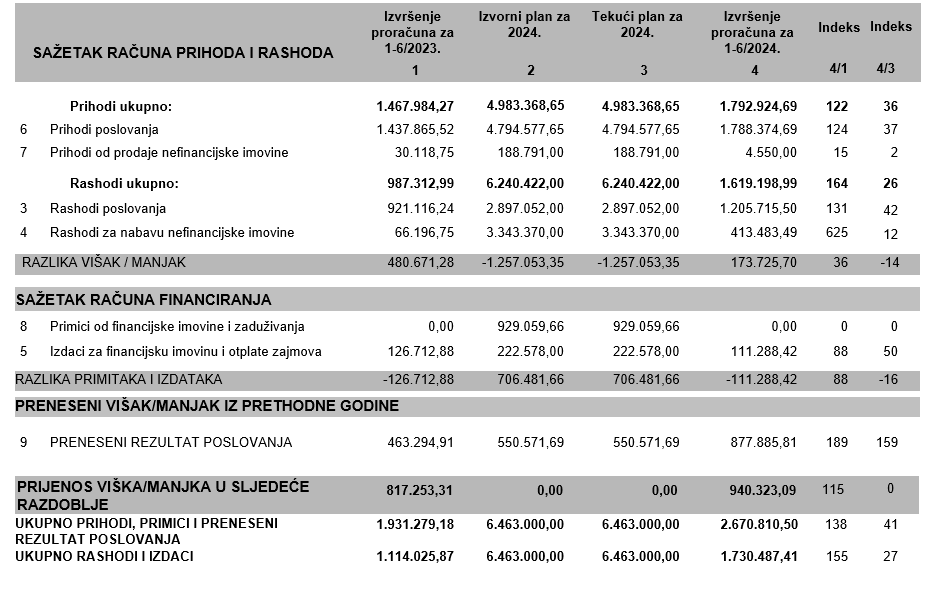 SAŽETAK RAČUNA PRIHODA I RASHODA Izvršenje proračuna za 1-6/2023. Izvorni plan za 2024. Tekući plan za 2024. Izvršenje proračuna za 1-6/2024. Indeks Indeks
1 2 3 4 4/1 4/3
Prihodi ukupno: 1.467.984,27 4.983.368,65 4.983.368,65 1.792.924,69 122 36
6 Prihodi poslovanja 1.437.865,52 4.794.577,65 4.794.577,65 1.788.374,69 124 37
7 Prihodi od prodaje nefinancijske imovine 30.118,75 188.791,00 188.791,00 4.550,00 15 2
Rashodi ukupno: 987.312,99 6.240.422,00 6.240.422,00 1.619.198,99 164 26
3 Rashodi poslovanja 921.116,24 2.897.052,00 2.897.052,00 1.205.715,50 131 42
4 Rashodi za nabavu nefinancijske imovine 66.196,75 3.343.370,00 3.343.370,00 413.483,49 625 12
RAZLIKA VIŠAK / MANJAK 480.671,28 -1.257.053,35 -1.257.053,35 173.725,70 36 -14
SAŽETAK RAČUNA FINANCIRANJA
8 Primici od financijske imovine i zaduživanja 0,00 929.059,66 929.059,66 0,00 0 0
5 Izdaci za financijsku imovinu i otplate zajmova 126.712,88 222.578,00 222.578,00 111.288,42 88 50
RAZLIKA PRIMITAKA I IZDATAKA -126.712,88 706.481,66 706.481,66 -111.288,42 88 -16
PRENESENI VIŠAK/MANJAK IZ PRETHODNE GODINE
9 PRENESENI REZULTAT POSLOVANJA 463.294,91 550.571,69 550.571,69 877.885,81 189 159
PRIJENOS VIŠKA/MANJKA U SLJEDEĆE
RAZDOBLJE 817.253,31 0,00 0,00 940.323,09 115 0
UKUPNO PRIHODI, PRIMICI I PRENESENI 1.931.279,18 6.463.000,00 6.463.000,00 2.670.810,50 138 41
REZULTAT POSLOVANJA
UKUPNO RASHODI I IZDACI 1.114.025,87 6.463.000,00 6.463.000,00 1.730.487,41 155 27